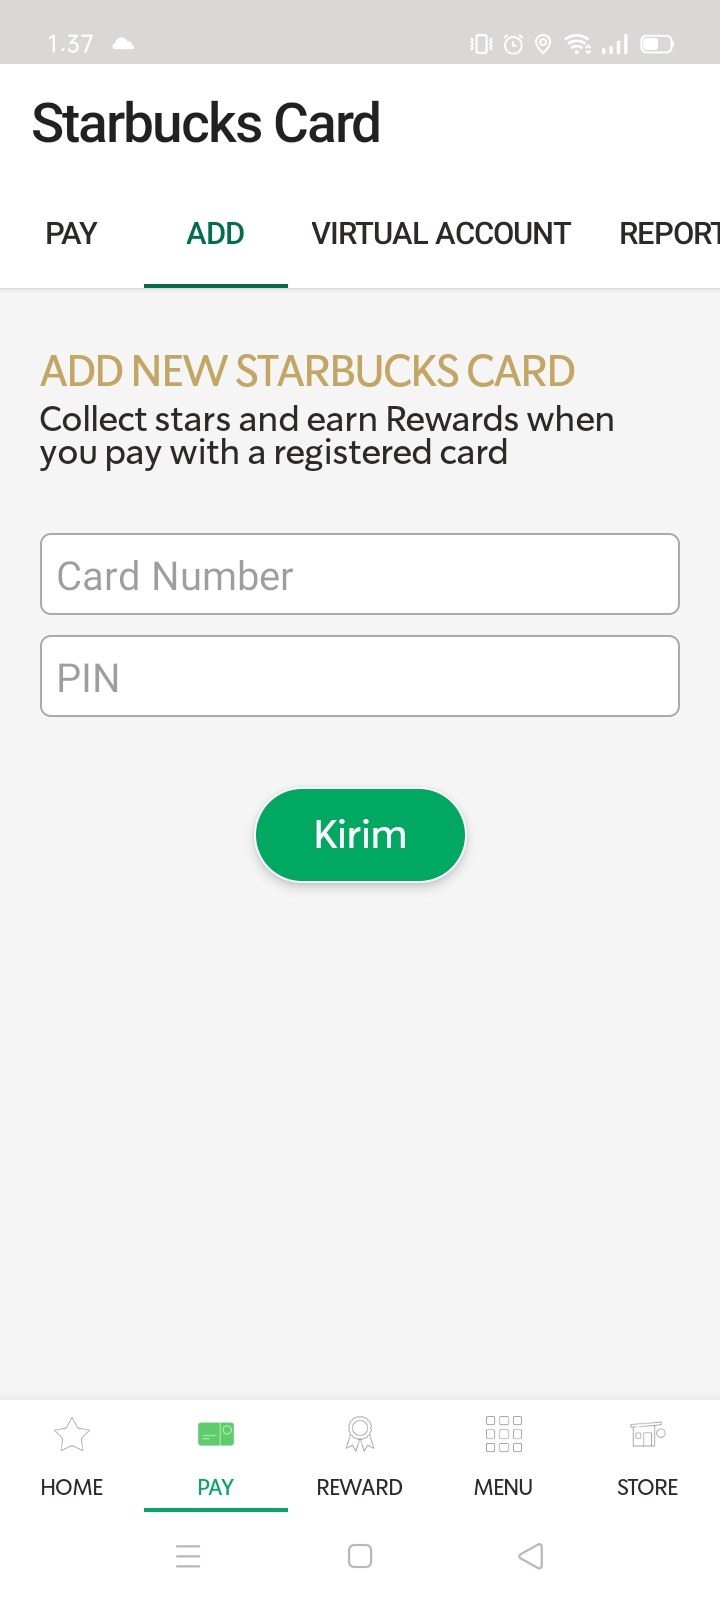 1.37
Starbucks Card
PAY ADD VIRTUAL ACCOUNT REPORT
ADD NEW STARBUCKS CARD
Collect stars and earn Rewards when
you pay with a registered card
Card Number
PIN
Kirim
HOME PAY REWARD MENU STORE